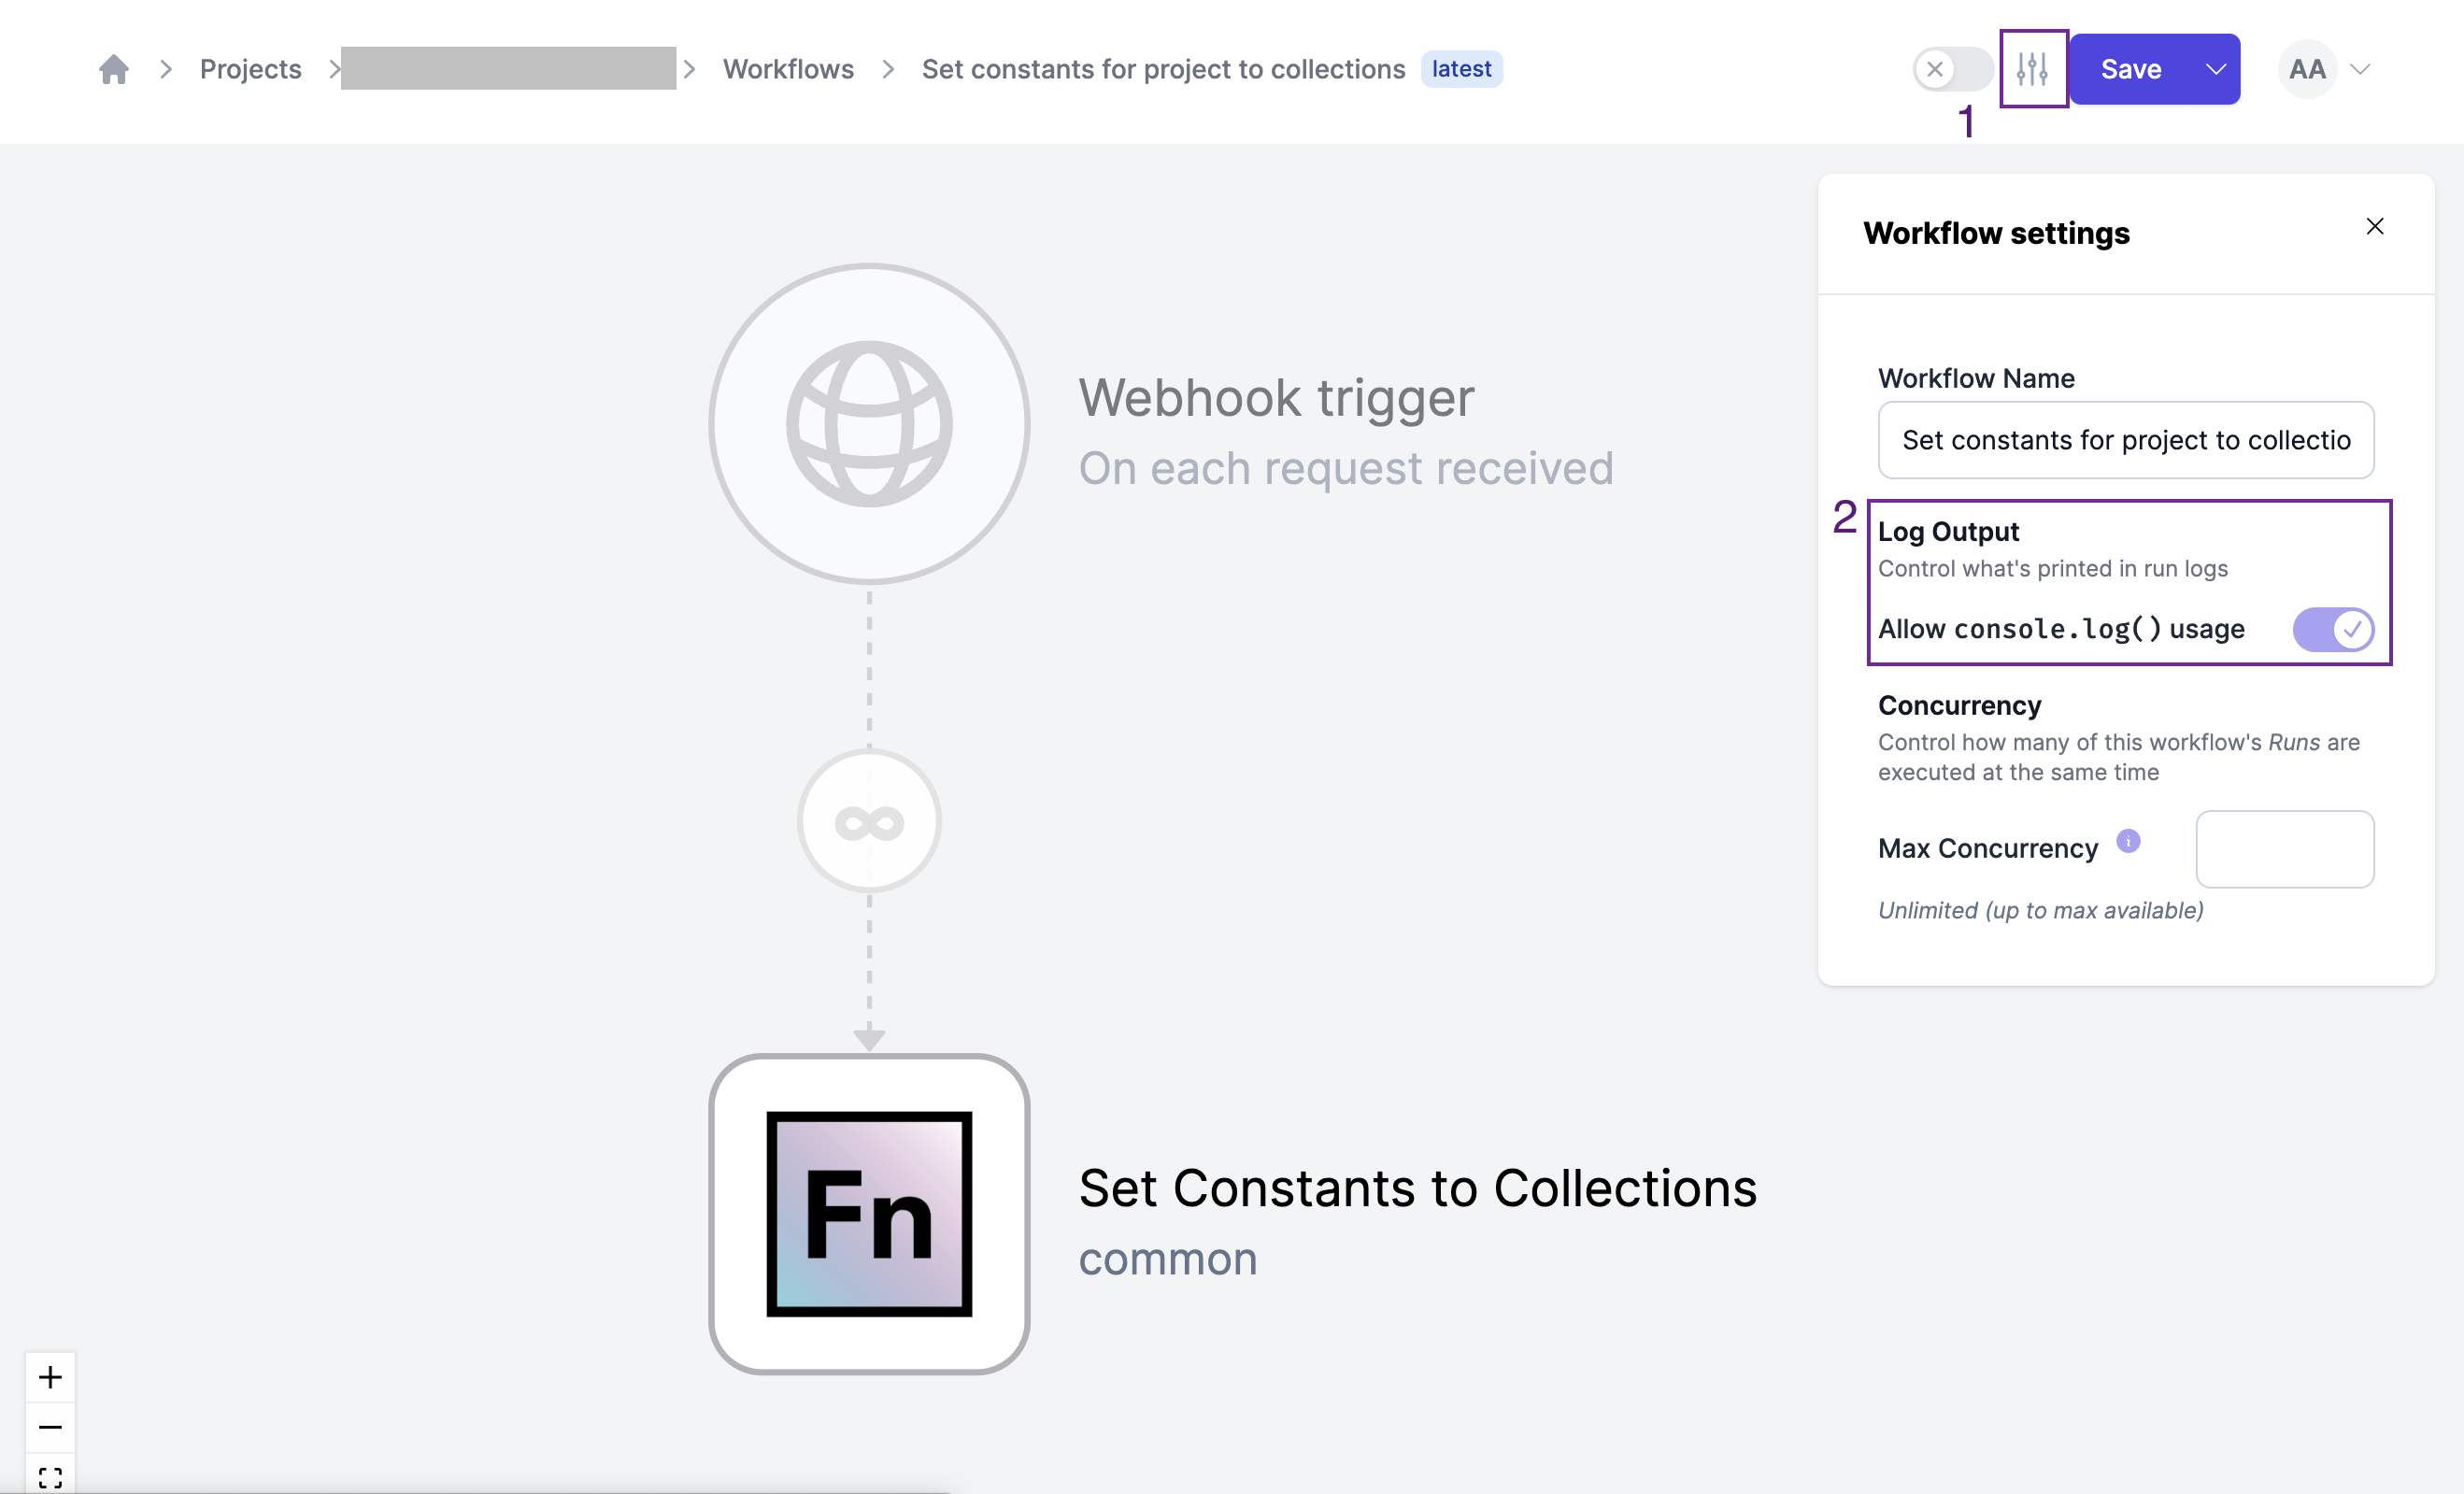 Projects
Workflows
Set constants for project to collections
latest
Save
AA
1
Workflow settings
Workflow Name
Set constants for project to collectio
2
Log Output
Control what's printed in run logs
Allow console.log() usage
Concurrency
Control how many of this workflow's Runs are
executed at the same time
Max Concurrency
i
Unlimited (up to max available)
Webhook trigger
On each request received
Fn
Set Constants to Collections
common